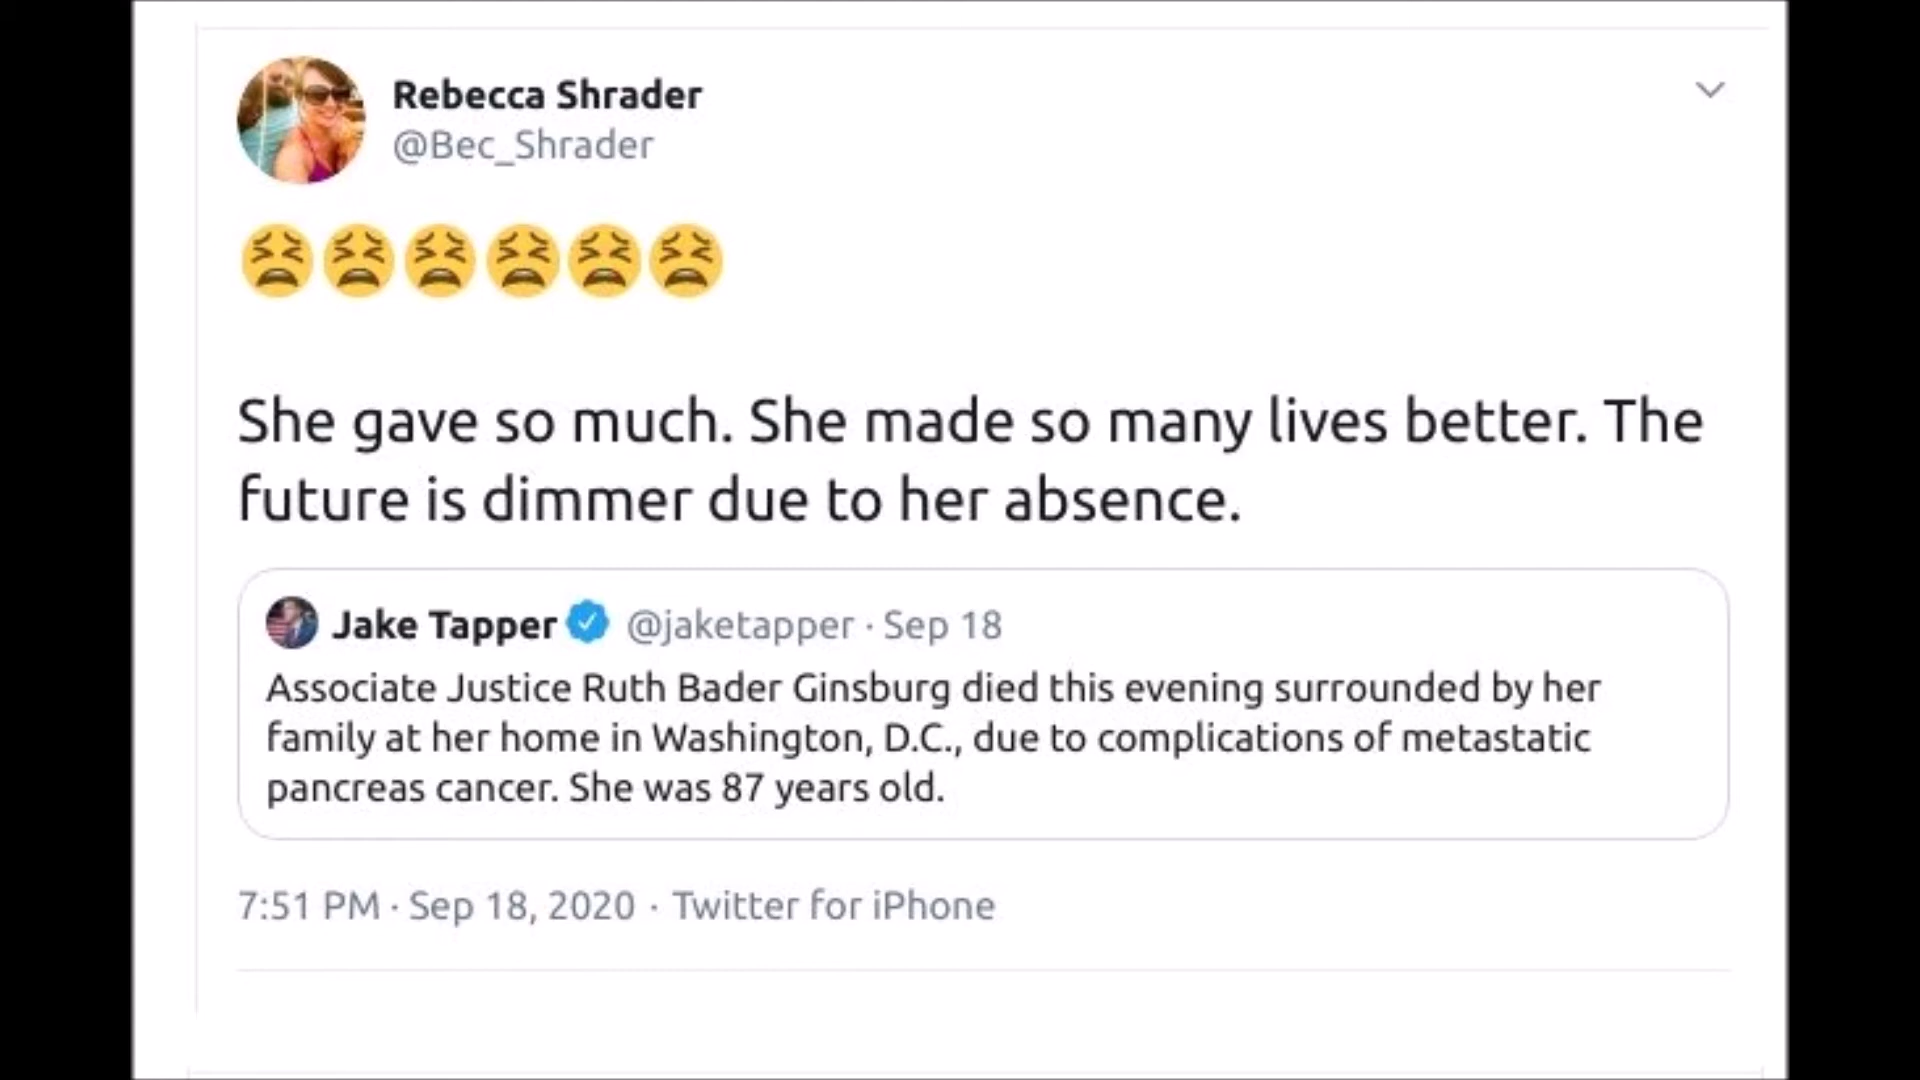 Rebecca Shrader
@Bec_Shrader
😫😫😫😫😫😫
She gave so much. She made so many lives better. The
future is dimmer due to her absence.
Jake Tapper @jaketapper · Sep 18
Associate Justice Ruth Bader Ginsburg died this evening surrounded by her
family at her home in Washington, D.C., due to complications of metastatic
pancreas cancer. She was 87 years old.
7:51 PM · Sep 18, 2020 · Twitter for iPhone